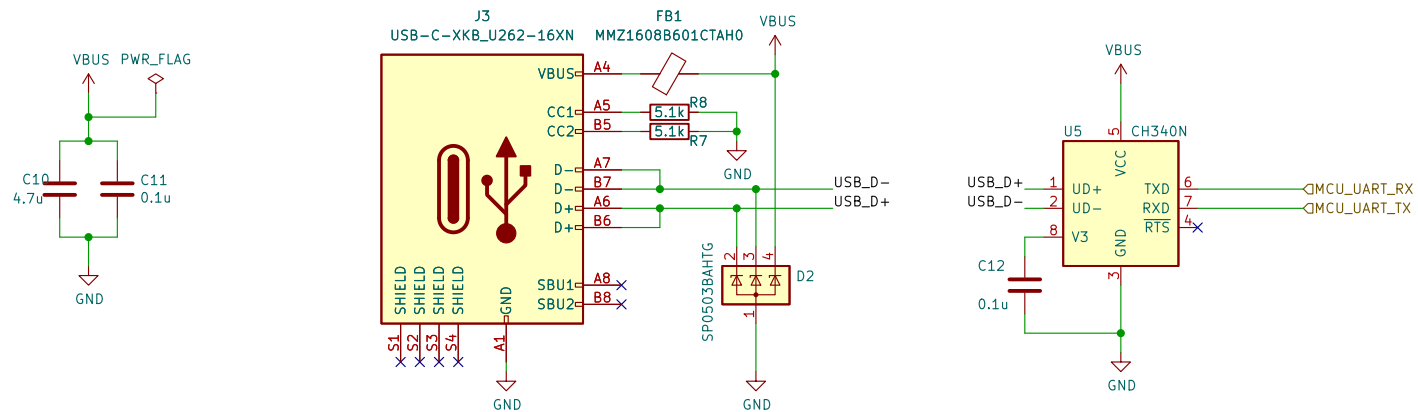 VBUS PWR_FLAG
C10
4.7u
C11
0.1u
GND
J3
USB-C-XKB_U262-16XN
VBUS
CC1
CC2
D-
D-
D+
D+
SBU1
SBU2
SHIELD
SHIELD
SHIELD
SHIELD
GND
A4
A5
B5
A7
B7
A6
B6
A8
B8
S1
S2
S3
S4
A1
GND
FB1
MMZ1608B601CTAH0
VBUS
R8
5.1k
5.1k
R7
GND
USB_D-
USB_D+
2
3
4
SP0503BAHTG
D2
1
GND
VBUS
5
U5
CH340N
VCC
USB_D+
1
UD+
USB_D-
2
UD-
8
V3
GND
3
TXD
6
MCU_UART_RX
RXD
7
MCU_UART_TX
RTS
4
C12
0.1u
GND